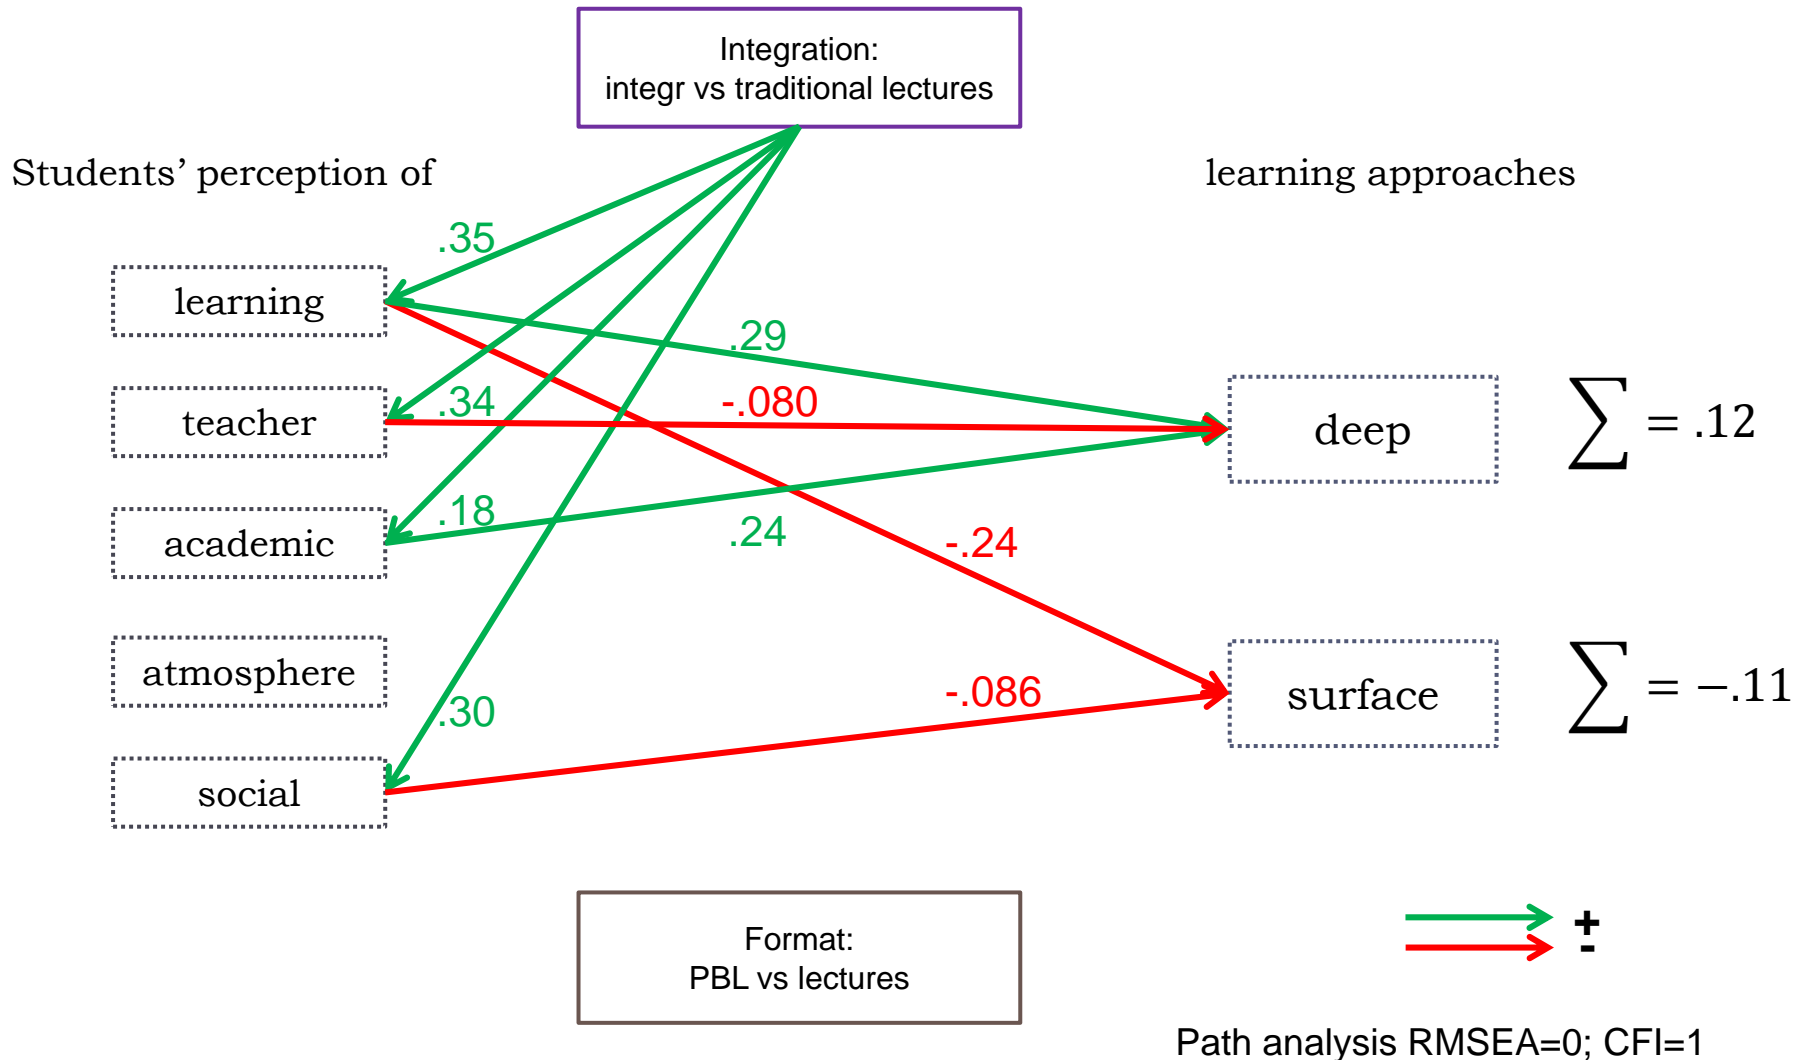 Integration:
integr vs traditional lectures
Students’ perception of
learning approaches
.35
learning
.29
teacher
.34
-.080
deep
∑ = .12
.18
academic
.24
-.24
atmosphere
.30
-.086
surface
∑ = −.11
social
Format:
PBL vs lectures
+
-
Path analysis RMSEA=0; CFI=1